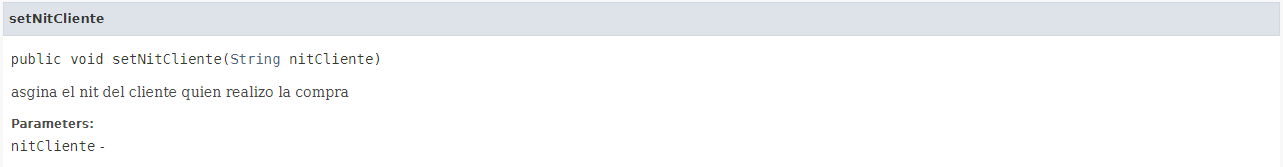 setNitCliente
public void setNitCliente(String nitCliente)
asgina el nit del cliente quien realizo la compra
Parameters:
nitCliente -